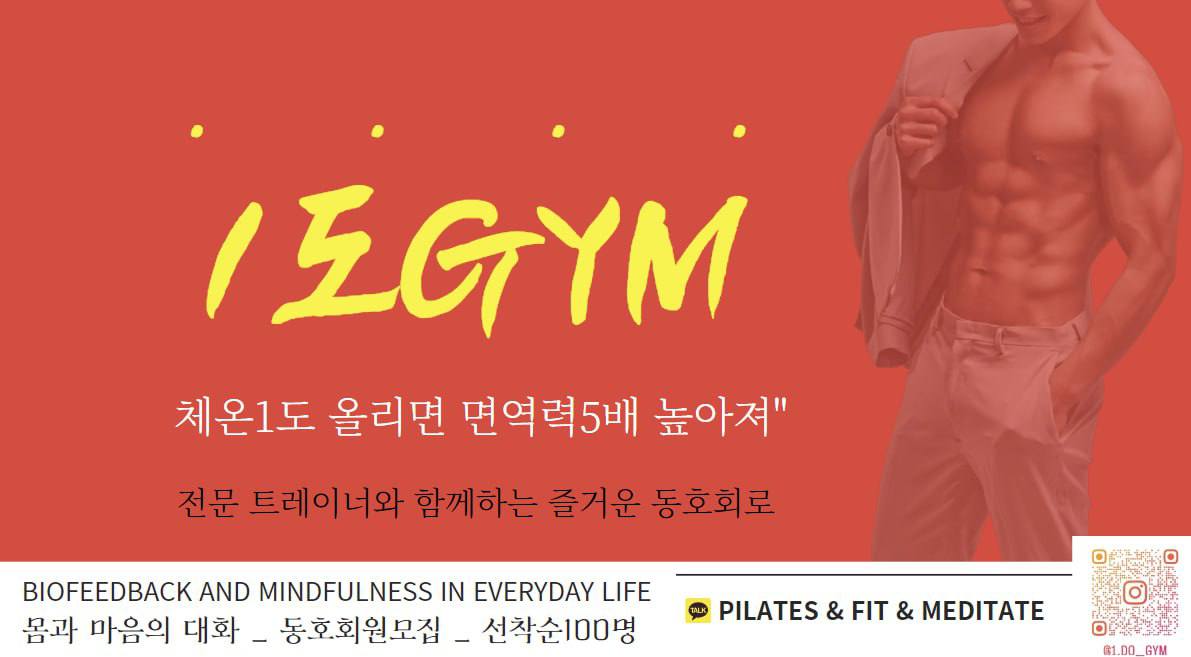 1도GYM
체온1도 올리면 면역력5배 높아져"
전문 트레이너와 함께하는 즐거운 동호회로
BIOFEEDBACK AND MINDFULNESS IN EVERYDAY LIFE
몸과 마음의 대화 _ 동호회원모집 _ 선착순100명
TALK PILATES & FIT & MEDITATE
@1.DO_GYM